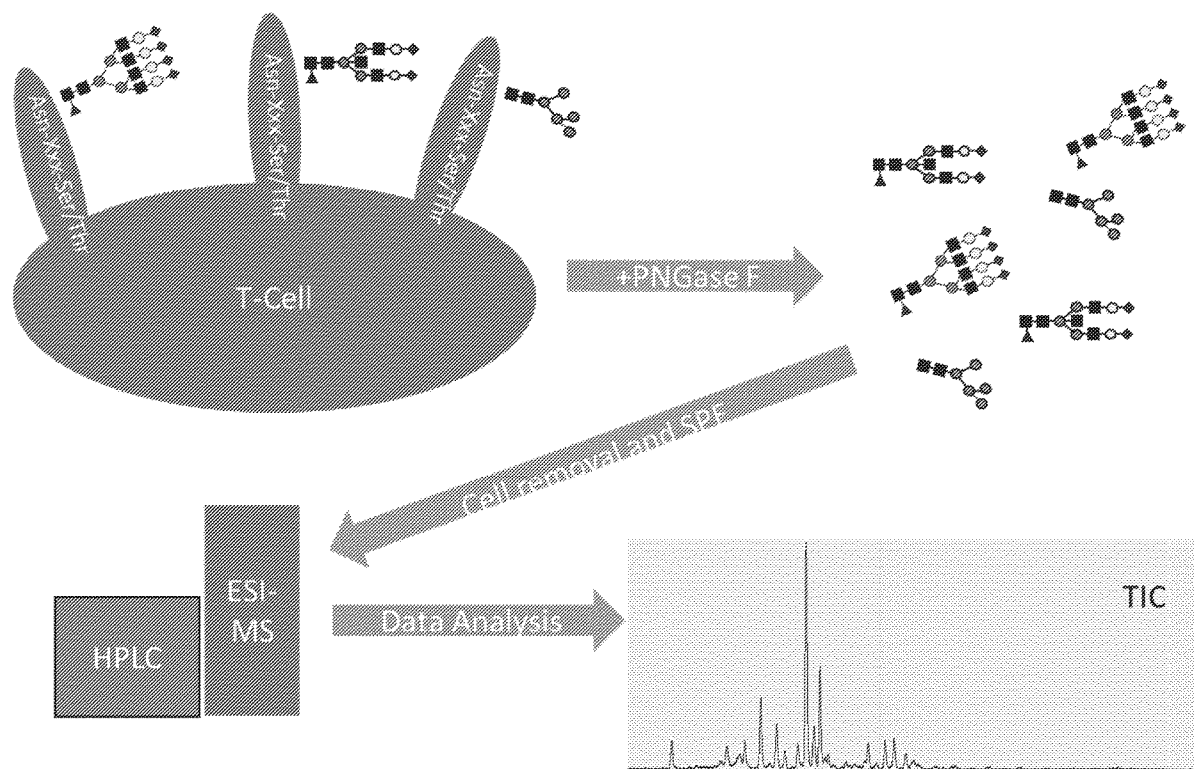 Asn-Xxx-Ser/Thr
Asn-Xxx-Ser/Thr
Asn-Xxx-Ser/Thr
T-Cell
+PNGase F
Cell removal and SPE
ESI-
MS
HPLC
Data Analysis
TIC